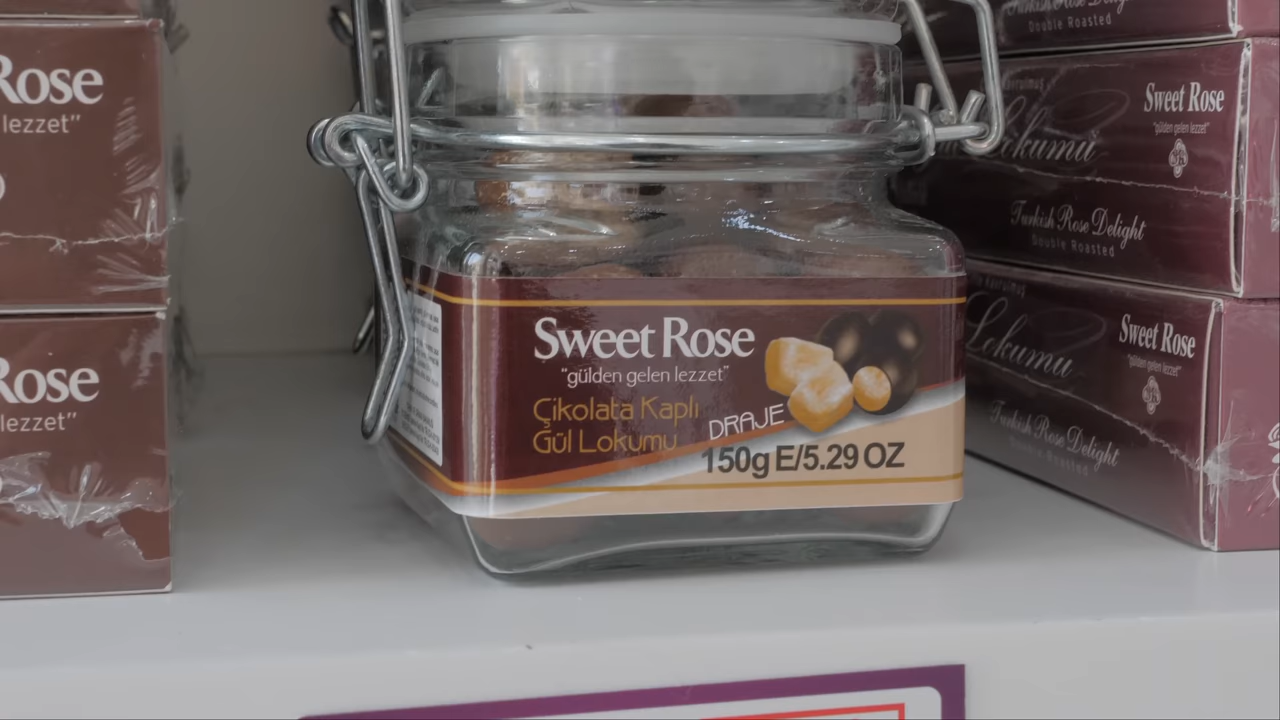 Rose
lezzet"
Rose
lezzet"
Sweet Rose
"gülden gelen lezzet"
Çikolata Kaplı
Gül Lokumu
DRAJE
150g E/5.29 OZ
Double Roasted
Sweet Rose
"gülden gelen lezzet"
Lokumu
Turkish Rose Delight
Double Roasted
Sweet Rose
"gülden gelen lezzet"
Lokumu
Turkish Rose Delight